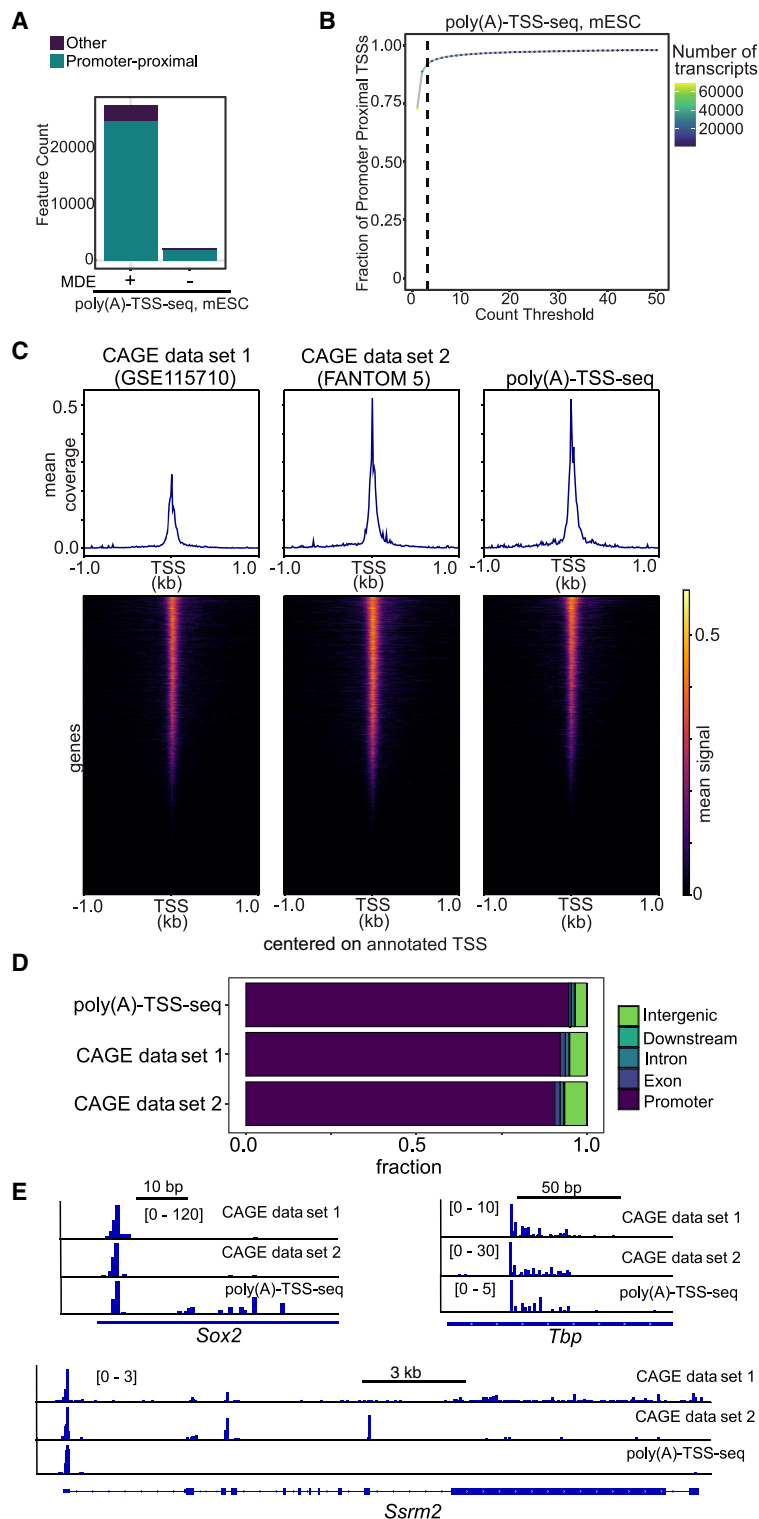 A
Other
Promoter-proximal
Feature Count
20000
10000
0
MDE + -
poly(A)-TSS-seq, mESC
B
poly(A)-TSS-seq, mESC
Fraction of Promoter Proximal TSSs
1.00
0.75
0.50
0.25
0
0 10 20 30 40 50
Count Threshold
Number of
transcripts
60000
40000
20000
C
CAGE data set 1
(GSE115710)
CAGE data set 2
(FANTOM 5)
poly(A)-TSS-seq
mean
coverage
0.5
0.0
-1.0 TSS 1.0
(kb)
-1.0 TSS 1.0
(kb)
-1.0 TSS 1.0
(kb)
genes
0.5
mean signal
0
-1.0 TSS 1.0
(kb)
-1.0 TSS 1.0
(kb)
-1.0 TSS 1.0
(kb)
centered on annotated TSS
D
poly(A)-TSS-seq
CAGE data set 1
CAGE data set 2
0.0 0.5 1.0
fraction
Intergenic
Downstream
Intron
Exon
Promoter
E
10 bp
[0 - 120]
CAGE data set 1
CAGE data set 2
poly(A)-TSS-seq
Sox2
50 bp
[0 - 10]
CAGE data set 1
[0 - 30]
CAGE data set 2
[0 - 5]
poly(A)-TSS-seq
Tbp
[0 - 3]
3 kb
CAGE data set 1
CAGE data set 2
poly(A)-TSS-seq
Ssrm2